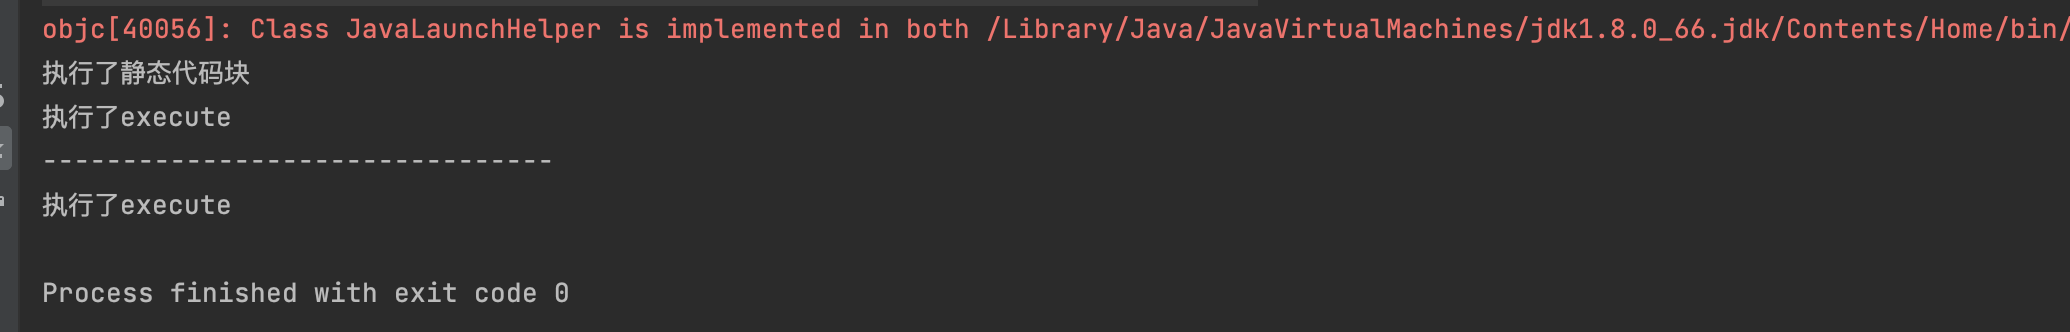 objc[40056]: Class JavaLaunchHelper is implemented in both /Library/Java/JavaVirtualMachines/jdk1.8.0_66.jdk/Contents/Home/bin/
执行了静态代码块
执行了execute
--------------------------------
执行了execute
Process finished with exit code 0